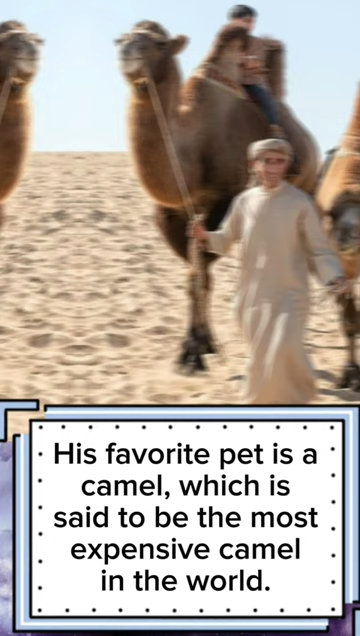 His favorite pet is a
camel, which is
said to be the most
expensive camel
in the world.